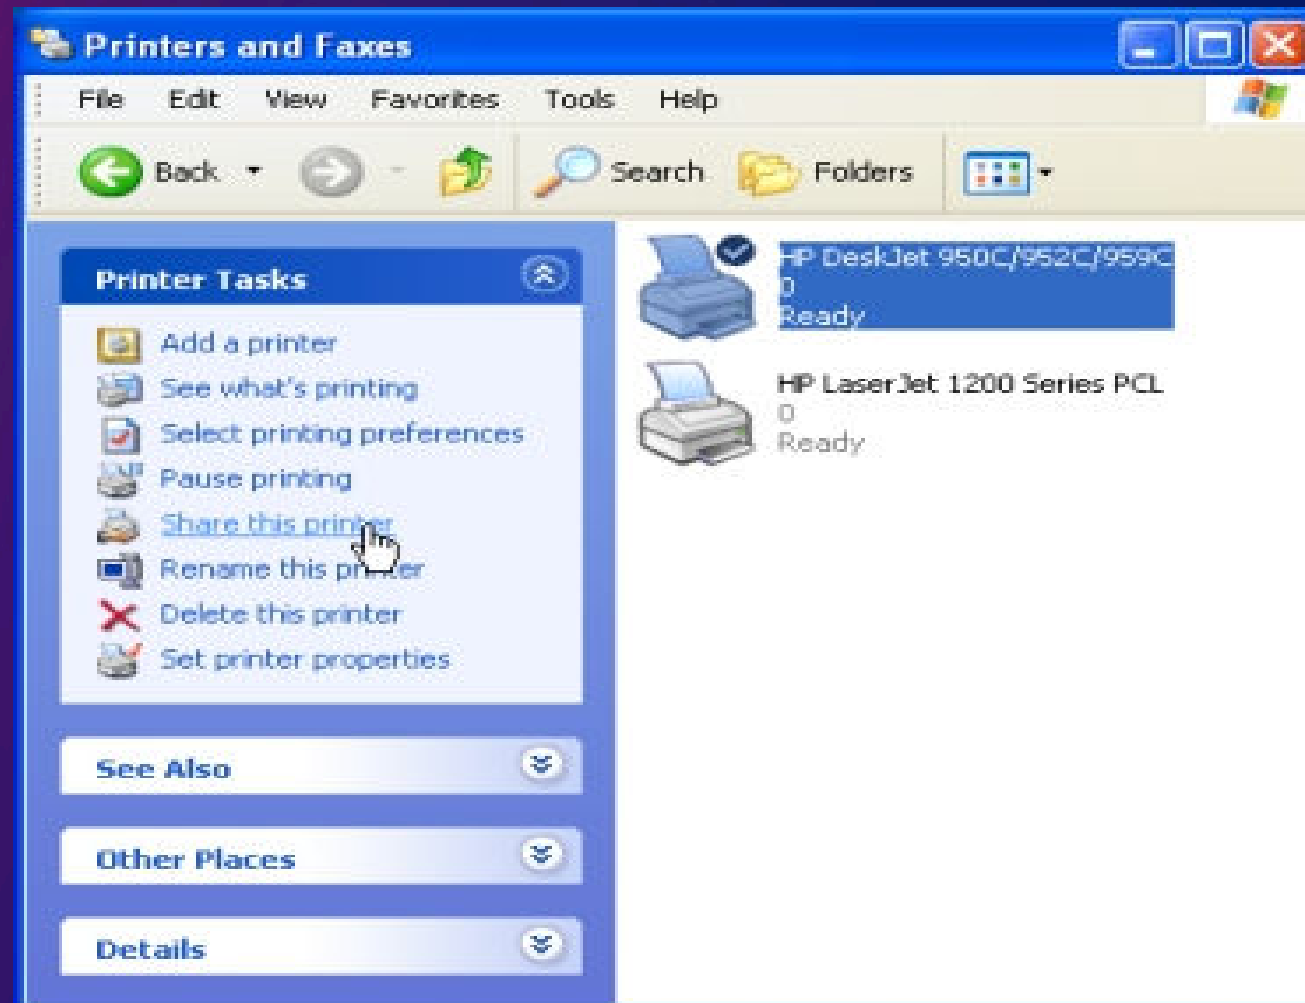 Printers and Faxes
File Edit View Favorites Tools Help
Back Search Folders
Printer Tasks
Add a printer
See what's printing
Select printing preferences
Pause printing
Share this printer
Rename this printer
Delete this printer
Set printer properties
See Also
Other Places
Details
HP DeskJet 950C/952C/959C
0
Ready
HP LaserJet 1200 Series PCL
0
Ready